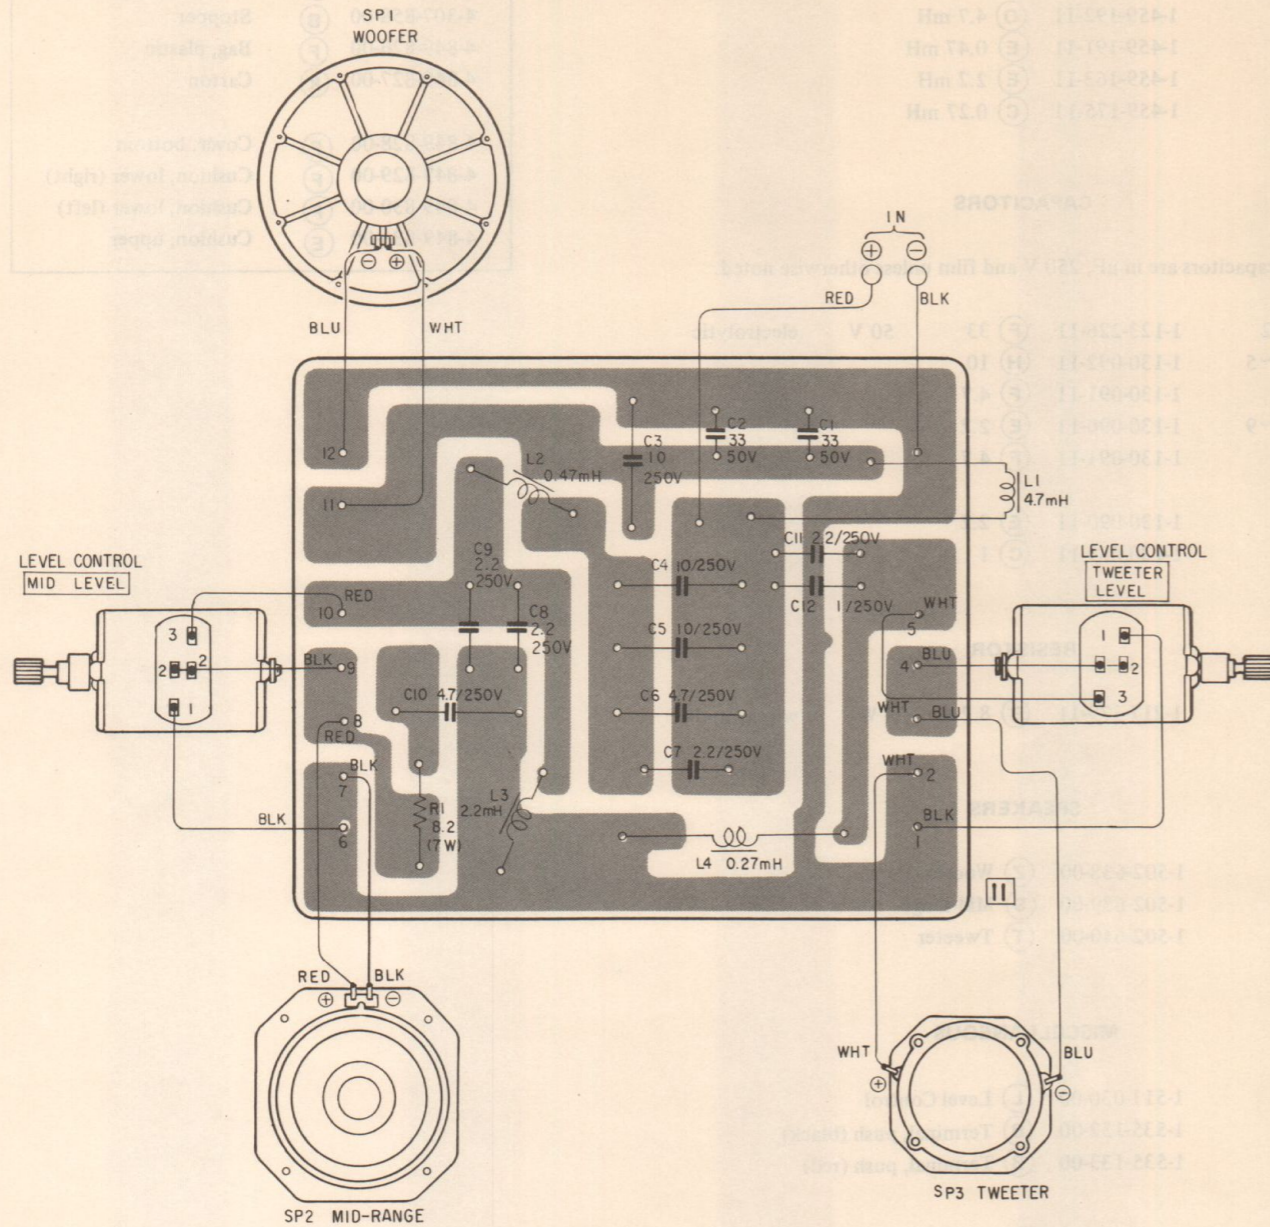 SP1
WOOFER
IN
RED
BLK
BLU
WHT
12
11
L2
0.47mH
C3
10
250V
C2
33
50V
C1
33
50V
L1
4.7mH
LEVEL CONTROL
MID LEVEL
RED
10
C9
2.2
250V
C8
2.2
250V
C4 10/250V
C5 10/250V
C6 4.7/250V
C7 2.2/250V
C11 2.2/250V
C12 1/250V
WHT
5
LEVEL CONTROL
TWEETER
LEVEL
3
2
2
1
BLK
9
C10 4.7/250V
8
RED
BLK
7
BLK
6
R1
8.2
(7W)
L3
2.2mH
L4 0.27mH
BLU
4
WHT
BLU
WHT
2
BLK
1
1
2
3
11
RED
BLK
SP2 MID-RANGE
WHT
BLU
SP3 TWEETER